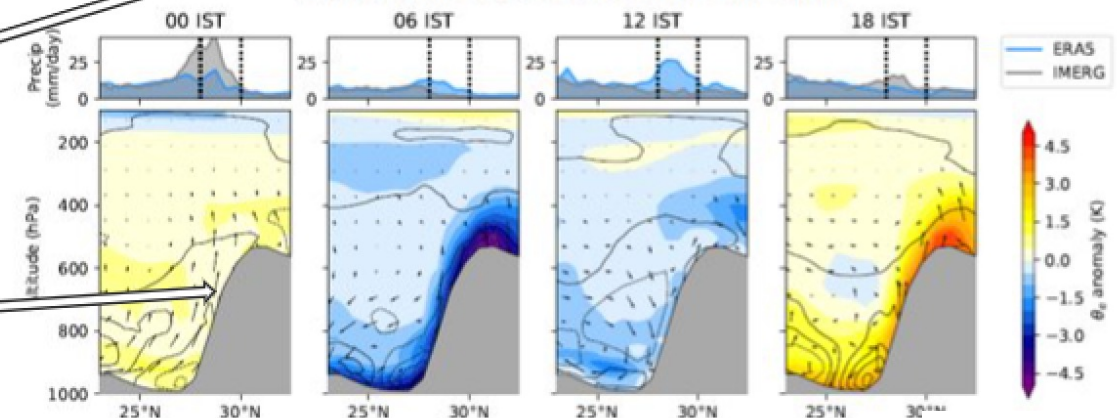 00 IST 06 IST 12 IST 18 IST
Precip
(mm/day)
25 25 25 25
0 0 0 0
ERA5
IMERG
200
400
600
800
1000
(hPa)
25°N 30°N 25°N 30°N 25°N 30°N 25°N
4.5
3.0
1.5
0.0
−1.5
−3.0
−4.5
θe anomaly (K)